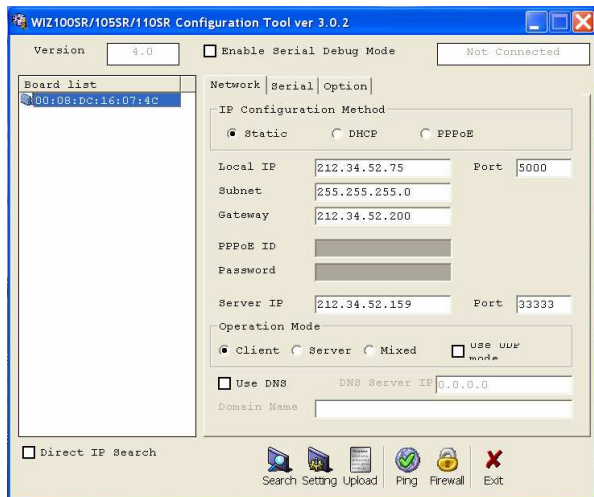 WIZ100SR/105SR/110SR Configuration Tool ver 3.0.2
Version 4.0
Enable Serial Debug Mode
Not Connected
Board list
00:08:DC:16:07:4C
Network Serial Option
IP Configuration Method
Static DHCP PPPoE
Local IP 212.34.52.75 Port 5000
Subnet 255.255.255.0
Gateway 212.34.52.200
PPPoE ID
Password
Server IP 212.34.52.159 Port 33333
Operation Mode
Client Server Mixed Use UDP
mode
Use DNS DNS Server IP 0.0.0.0
Domain Name
Direct IP Search
Search Setting Upload Ping Firewall Exit